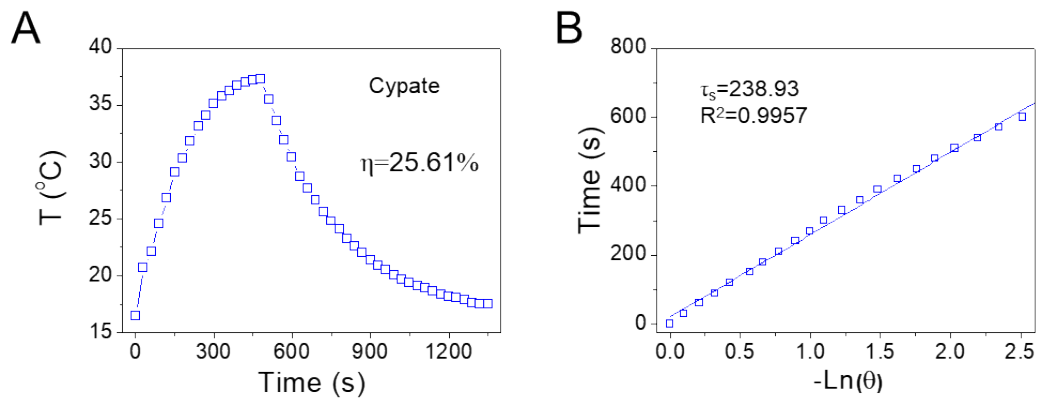 A
T (°C)
40
35
30
25
20
15
Cypate
η=25.61%
0 300 600 900 1200
Time (s)
B
Time (s)
800
600
400
200
0
τs=238.93
R²=0.9957
0.0 0.5 1.0 1.5 2.0 2.5
-Ln(θ)